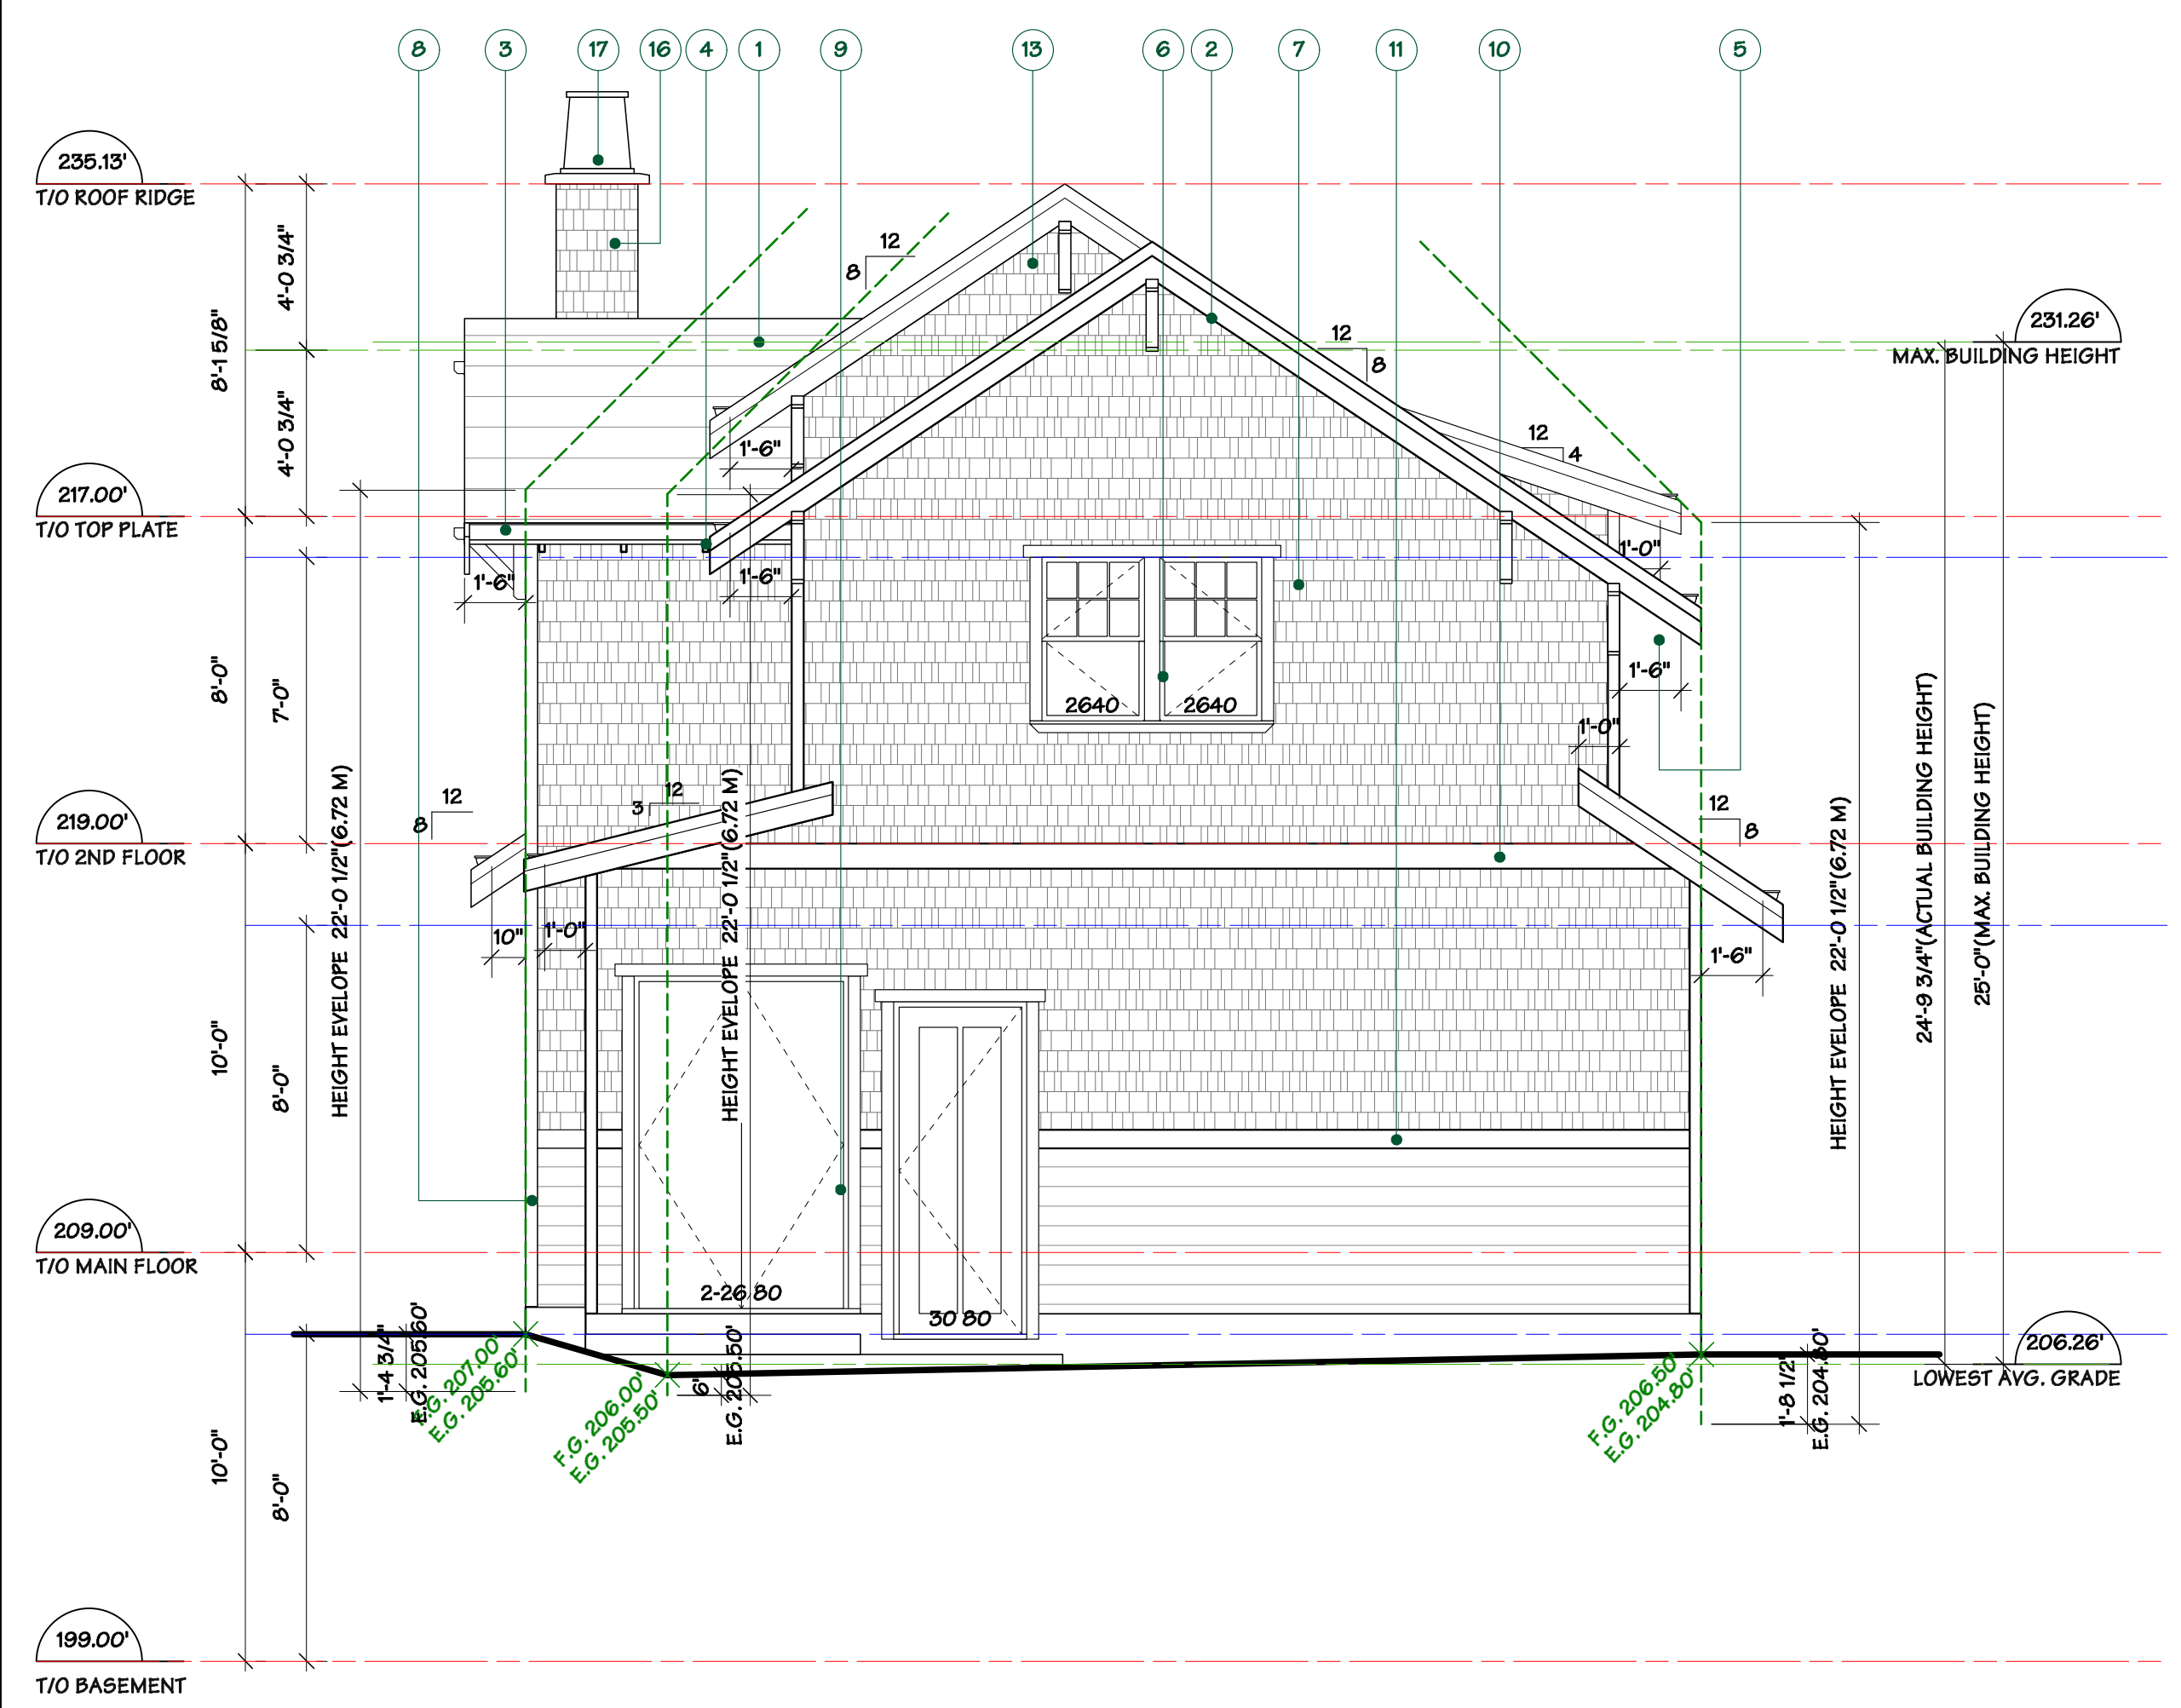 8 3 17 16 4 1 9 13 6 2 7 11 10 5
235.13'
T/O ROOF RIDGE
4'-0 3/4"
8'-1 5/8"
4'-0 3/4"
12
8
12
8
12
4
231.26'
MAX. BUILDING HEIGHT
217.00'
T/O TOP PLATE
1'-6"
1'-6"
1'-6"
1'-0"
1'-6"
1'-0"
2640
2640
8'-0"
7'-0"
12
8
12
3
12
8
219.00'
T/O 2ND FLOOR
HEIGHT EVELOPE 22'-0 1/2"(6.72 M)
HEIGHT EVELOPE 22'-0 1/2"(6.72 M)
HEIGHT EVELOPE 22'-0 1/2"(6.72 M)
24'-9 3/4"(ACTUAL BUILDING HEIGHT)
25'-0"(MAX. BUILDING HEIGHT)
10"
1'-0"
1'-6"
10'-0"
8'-0"
209.00'
T/O MAIN FLOOR
2-26 80
30 80
206.26'
LOWEST AVG. GRADE
1'-4 3/4"
E.G. 205.60'
F.G. 207.00'
E.G. 205.60'
F.G. 206.00'
E.G. 205.50'
6"
E.G. 205.50'
F.G. 206.50'
E.G. 204.80'
1'-8 1/2"
E.G. 204.80'
10'-0"
8'-0"
199.00'
T/O BASEMENT